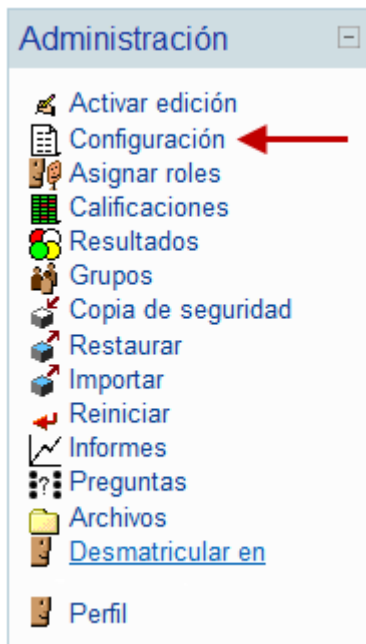 Administración
Activar edición
Configuración
Asignar roles
Calificaciones
Resultados
Grupos
Copia de seguridad
Restaurar
Importar
Reiniciar
Informes
Preguntas
Archivos
Desmatricular en
Perfil